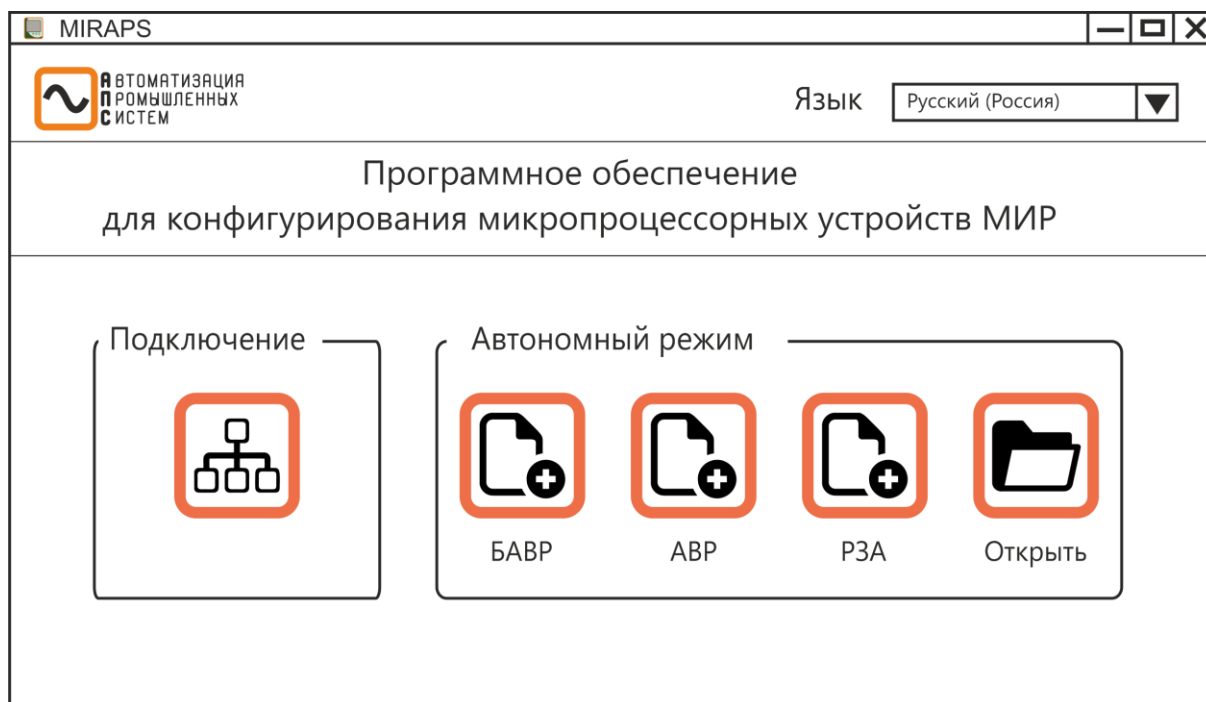 MIRAPS
АВТОМАТИЗАЦИЯ
ПРОМЫШЛЕННЫХ
СИСТЕМ
Язык
Русский (Россия)
Программное обеспечение
для конфигурирования микропроцессорных устройств МИР
Подключение
Автономный режим
БАВР
АВР
РЗА
Открыть